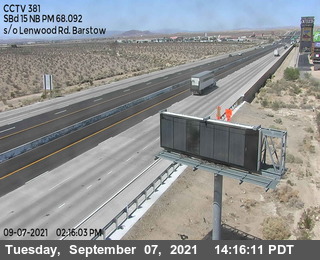 CCTV 381
SBd 15 NB PM 68.092
s/o Lenwood Rd. Barstow
09-07-2021 02:16:03 PM
Tuesday, September 07, 2021 14:16:11 PDT